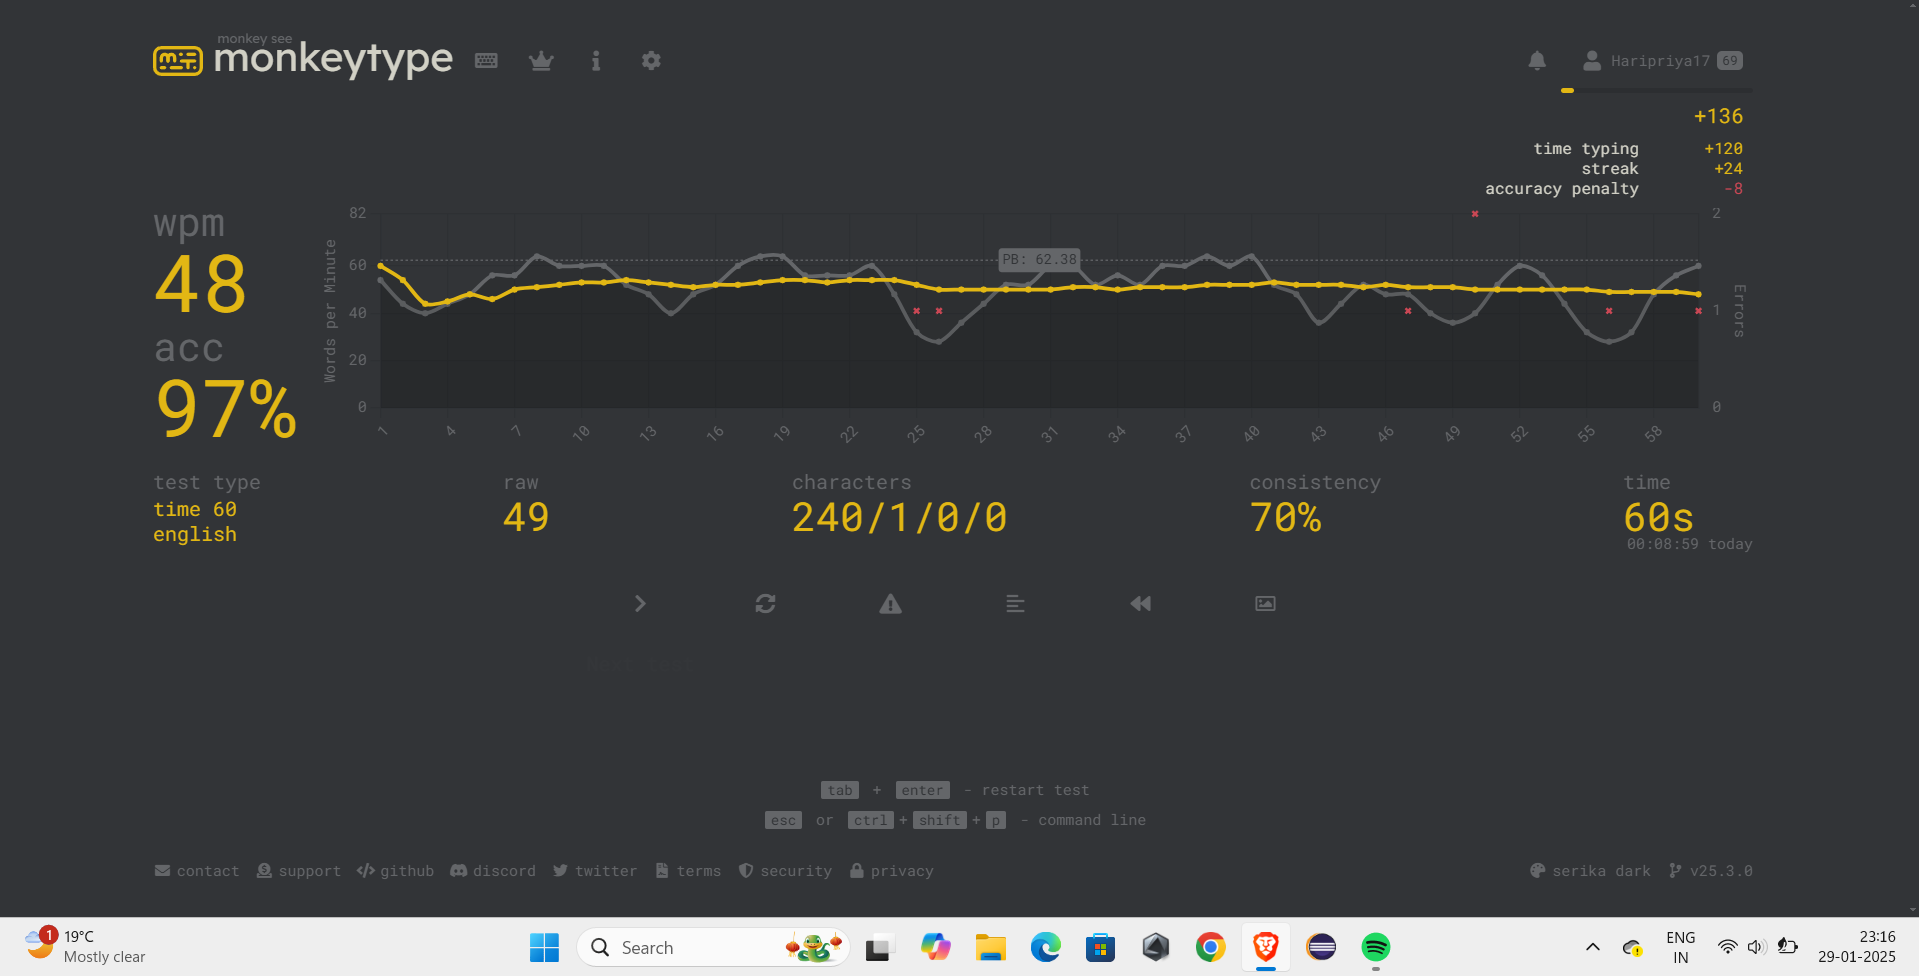 monkey see
monkeytype
Haripriya17 69
+136
time typing +120
streak +24
accuracy penalty -8
wpm
48
acc
97%
Words per Minute
82
60
40
20
0
PB: 62.38
Errors
2
1
0
1 4 7 10 13 16 19 22 25 28 31 34 37 40 43 46 49 52 55 58
test type
time 60
english
raw
49
characters
240/1/0/0
consistency
70%
time
60s
00:08:59 today
tab + enter - restart test
esc or ctrl + shift + p - command line
contact support github discord twitter terms security privacy
serika dark v25.3.0
1
19°C
Mostly clear
Search
ENG
IN
23:16
29-01-2025